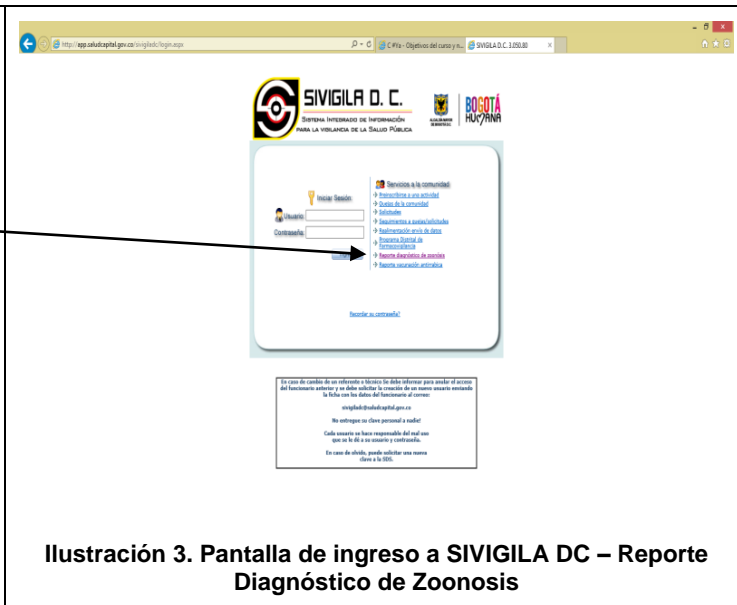 http://app.saludcapital.gov.co/sivigiladc/login.aspx
C #Ya - Objetivos del curso y n...
SIVIGILA D.C. 3.050.80
SIVIGILA D. C.
SISTEMA INTEGRADO DE INFORMACIÓN
PARA LA VIGILANCIA DE LA SALUD PÚBLICA
ALCALDÍA MAYOR
DE BOGOTÁ D.C.
BOGOTÁ
HUMANA
Iniciar Sesión
Usuario:
Contraseña:
Servicios a la comunidad
Preinscribirme a una actividad
Quejas de la comunidad
Solicitudes
Seguimientos a quejas/solicitudes
Realimentación envío de datos
Programa Distrital de
Farmacovigilancia
Reporte diagnóstico de zoonosis
Reporte vacunación antirrábica
Recordar su contraseña?
En caso de cambio de un referente o técnico Se debe informar para anular el acceso
del funcionario anterior y se debe solicitar la creación de un nuevo usuario enviando
la ficha con los datos del funcionario al correo:
sivigiladc@saludcapital.gov.co
No entregue su clave personal a nadie!
Cada usuario se hace responsable del mal uso
que se le dé a su usuario y contraseña.
En caso de olvido, puede solicitar una nueva
clave a la SDS.
Ilustración 3. Pantalla de ingreso a SIVIGILA DC – Reporte
Diagnóstico de Zoonosis